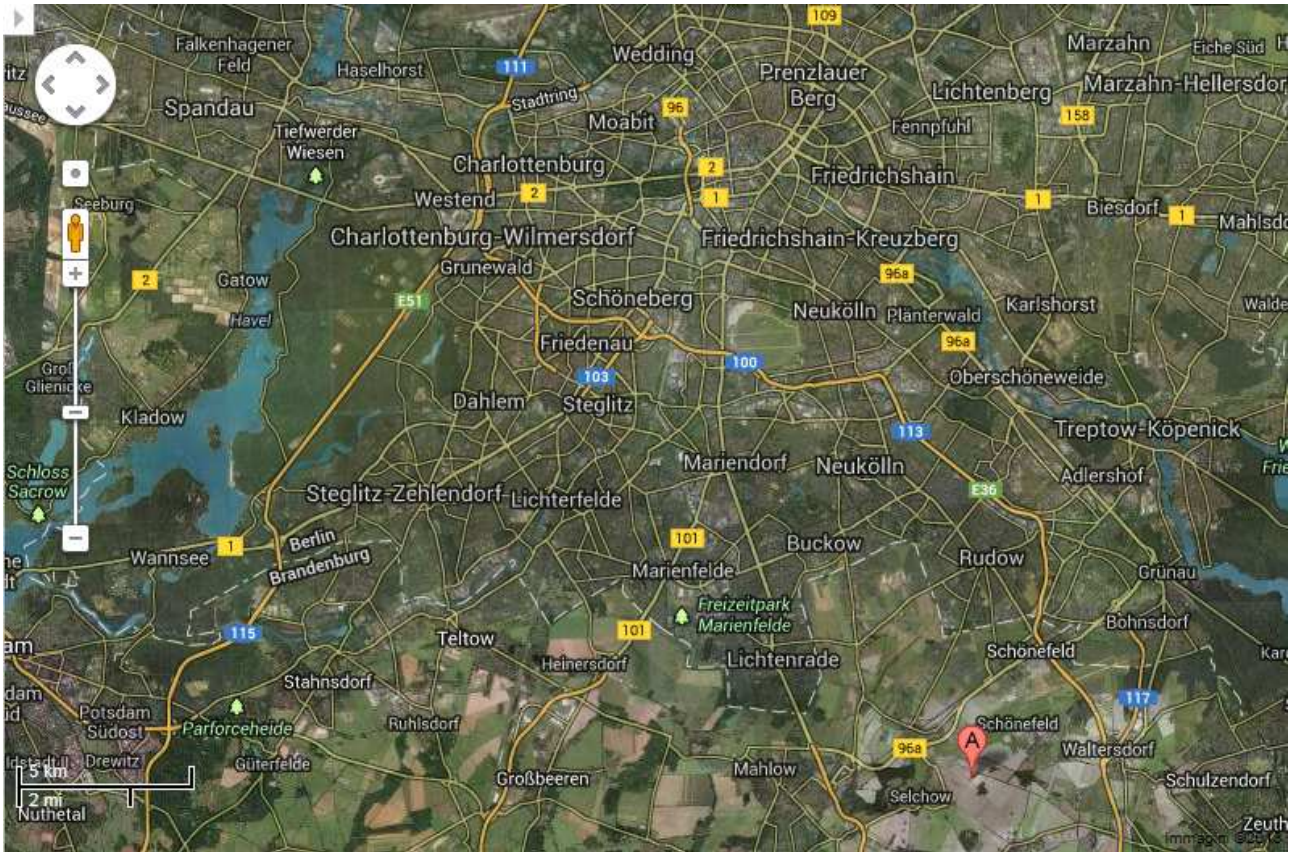 109
Falkenhagener
Feld
Wedding
Marzahn
Eiche Süd
Haselhorst
111
Prenzlauer
Berg
Marzahn-Hellersdor
Lichtenberg
Stadtring
Spandau
96
Moabit
158
Fennpfuhl
Tiefwerder
Wiesen
Charlottenburg
2
Friedrichshain
Westend
2
1
1
Seeburg
Biesdorf
1
Mahlsdo
Charlottenburg-Wilmersdorf
Friedrichshain-Kreuzberg
Grunewald
96a
2
Gatow
E51
Schöneberg
Karlshorst
Walde
Neukölln
Plänterwald
Havel
Friedenau
96a
100
Groß
Glienicke
103
Oberschöneweide
Dahlem
Steglitz
Kladow
113
Treptow-Köpenick
Mariendorf
Neukölln
Schloss
Sacrow
Adlershof
E36
Steglitz-Zehlendorf
Lichterfelde
101
Berlin
Buckow
1
Wannsee
Brandenburg
Rudow
Marienfelde
Grünau
Freizeitpark
Marienfelde
Bohnsdorf
115
101
Teltow
am
Schönefeld
Lichtenrade
Heinersdorf
Stahnsdorf
117
Potsdam
Südost
Parforceheide
Ruhlsdorf
Schönefeld
A
96a
Waltersdorf
Drewitz
Güterfelde
5 km
Mahlow
Großbeeren
Schulzendorf
2 mi
Selchow
Nuthetal
Zeuth